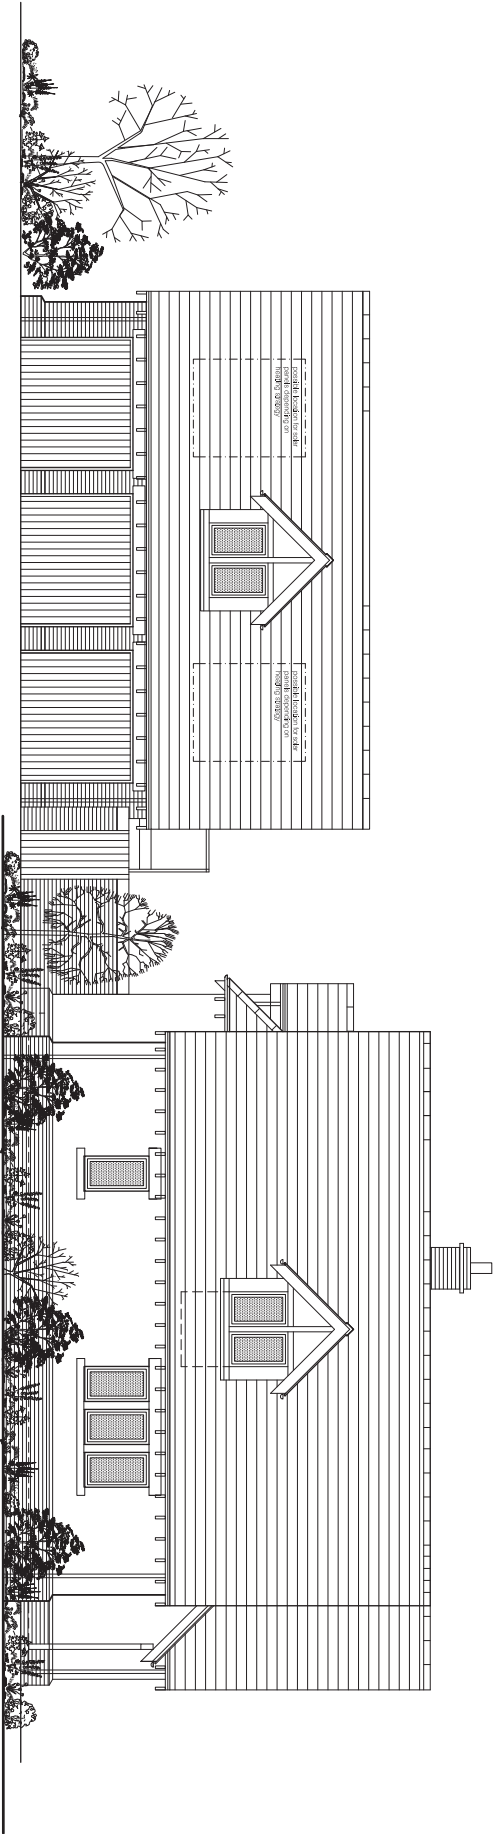 possible location for solar
panels depending on
heating strategy
possible location for solar
panels depending on
heating strategy